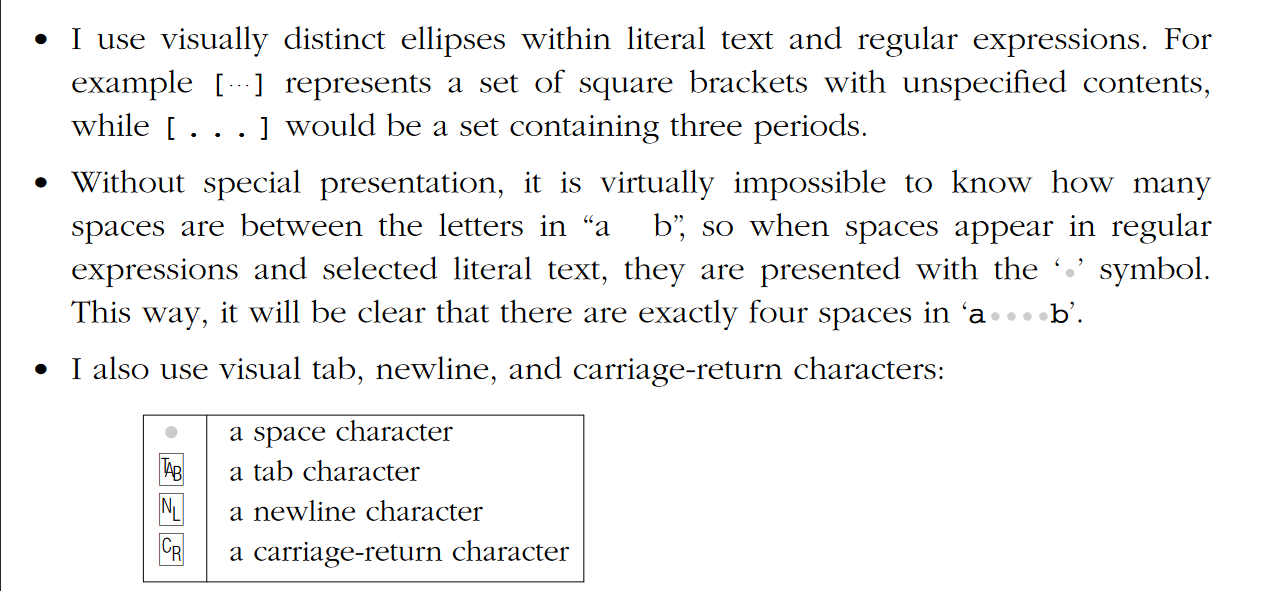 • I use visually distinct ellipses within literal text and regular expressions. For
example [···] represents a set of square brackets with unspecified contents,
while [ . . . ] would be a set containing three periods.
• Without special presentation, it is virtually impossible to know how many
spaces are between the letters in “a    b”, so when spaces appear in regular
expressions and selected literal text, they are presented with the ‘•’ symbol.
This way, it will be clear that there are exactly four spaces in ‘a••••b’.
• I also use visual tab, newline, and carriage-return characters:
• a space character
TAB a tab character
NL a newline character
CR a carriage-return character